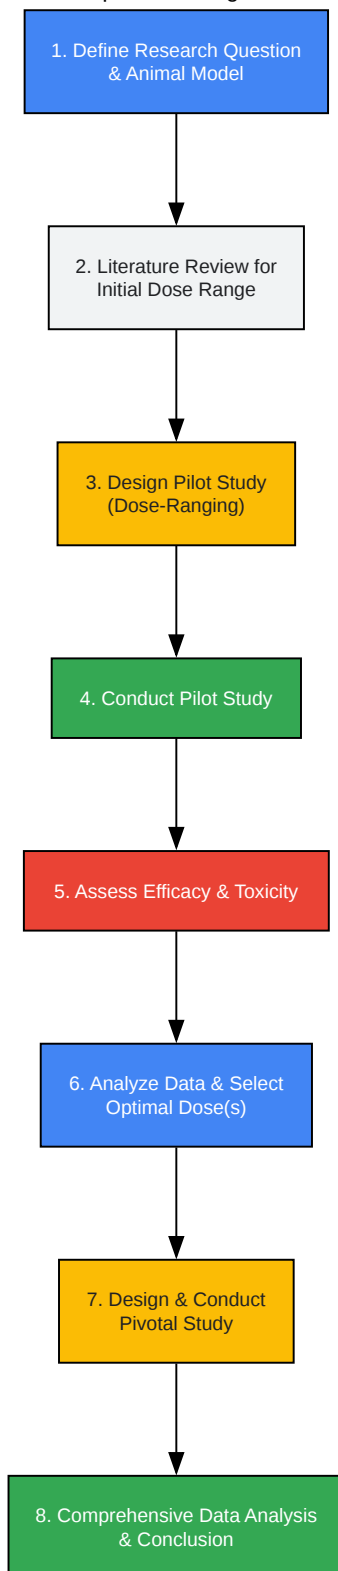 1. Define Research Question
& Animal Model
2. Literature Review for
Initial Dose Range
3. Design Pilot Study
(Dose-Ranging)
4. Conduct Pilot Study
5. Assess Efficacy & Toxicity
6. Analyze Data & Select
Optimal Dose(s)
7. Design & Conduct
Pivotal Study
8. Comprehensive Data Analysis
& Conclusion